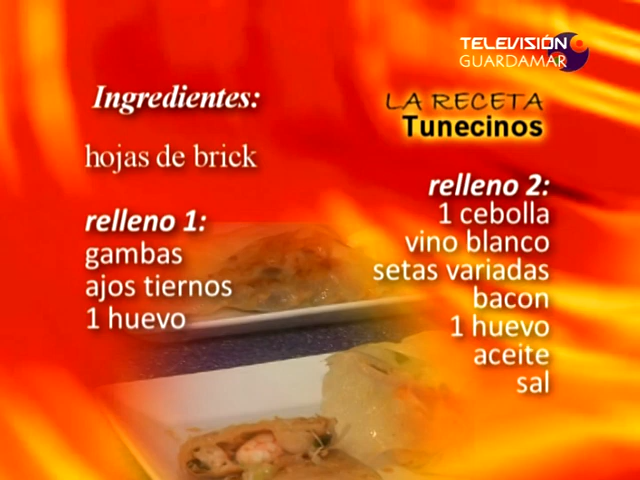 TELEVISIÓN
GUARDAMAR
Ingredientes:
hojas de brick
relleno 1:
gambas
ajos tiernos
1 huevo
LA RECETA
Tunecinos
relleno 2:
1 cebolla
vino blanco
setas variadas
bacon
1 huevo
aceite
sal